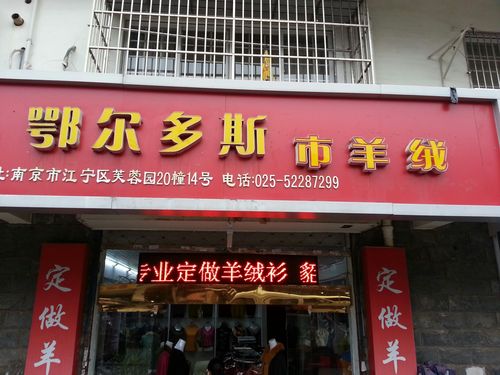 鄂尔多斯市羊绒
址:南京市江宁区芙蓉园20幢14号 电话:025-52287299
专业定做羊绒衫
定做羊
定做羊